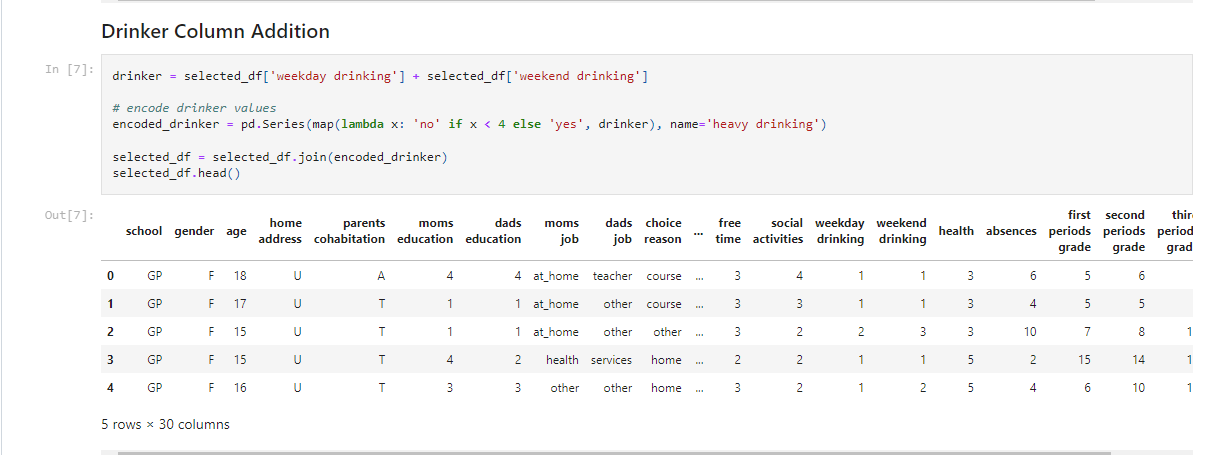 Drinker Column Addition
In [7]:
drinker = selected_df['weekday drinking'] + selected_df['weekend drinking']
# encode drinker values
encoded_drinker = pd.Series(map(lambda x: 'no' if x < 4 else 'yes', drinker), name='heavy drinking')
selected_df = selected_df.join(encoded_drinker)
selected_df.head()
Out[7]:
school gender age home address parents cohabitation moms education dads education moms job dads job choice reason ... free time social activities weekday drinking weekend drinking health absences first periods grade second periods grade
0 GP F 18 U A 4 4 at_home teacher course ... 3 4 1 1 3 6 5 6
1 GP F 17 U T 1 1 at_home other course ... 3 3 1 1 3 4 5 5
2 GP F 15 U T 1 1 at_home other other ... 3 2 2 3 3 10 7 8 1
3 GP F 15 U T 4 2 health services home ... 2 2 1 1 5 2 15 14 1
4 GP F 16 U T 3 3 other other home ... 3 2 1 2 5 4 6 10 1
5 rows × 30 columns